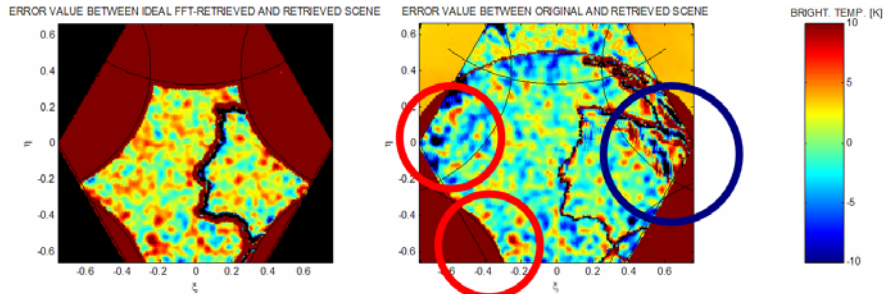 ERROR VALUE BETWEEN IDEAL FFT-RETRIEVED AND RETRIEVED SCENE
ERROR VALUE BETWEEN ORIGINAL AND RETRIEVED SCENE
BRIGHT. TEMP. [K]
0.6
0.4
0.2
0
-0.2
-0.4
-0.6
η
-0.6 -0.4 -0.2 0 0.2 0.4 0.6
ξ
0.6
0.4
0.2
0
-0.2
-0.4
-0.6
η
-0.6 -0.4 -0.2 0 0.2 0.4 0.6
ξ
10
5
0
-5
-10